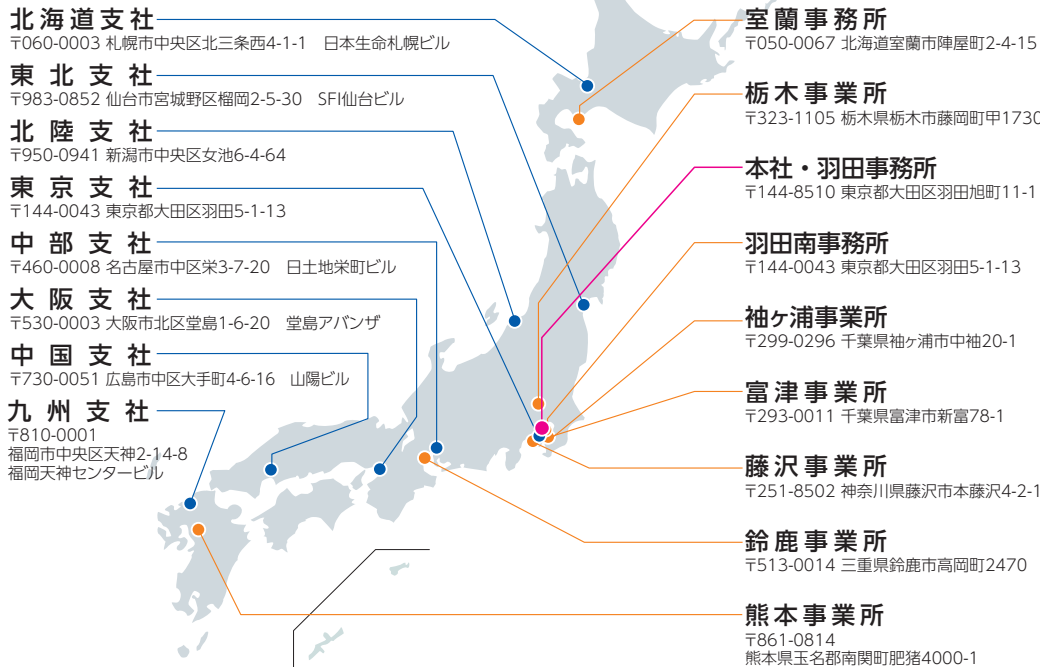 北海道支社
〒060-0003 札幌市中央区北三条西4-1-1　日本生命札幌ビル
東北支社
〒983-0852 仙台市宮城野区榴岡2-5-30　SFI仙台ビル
北陸支社
〒950-0941 新潟市中央区女池6-4-64
東京支社
〒144-0043 東京都大田区羽田5-1-13
中部支社
〒460-0008 名古屋市中区栄3-7-20　日土地栄町ビル
大阪支社
〒530-0003 大阪市北区堂島1-6-20　堂島アバンザ
中国支社
〒730-0051 広島市中区大手町4-6-16　山陽ビル
九州支社
〒810-0001
福岡市中央区天神2-14-8
福岡天神センタービル
室蘭事務所
〒050-0067 北海道室蘭市陣屋町2-4-15
栃木事業所
〒323-1105 栃木県栃木市藤岡町甲1730
本社・羽田事務所
〒144-8510 東京都大田区羽田旭町11-1
羽田南事務所
〒144-0043 東京都大田区羽田5-1-13
袖ヶ浦事業所
〒299-0296 千葉県袖ヶ浦市中袖20-1
富津事業所
〒293-0011 千葉県富津市新富78-1
藤沢事業所
〒251-8502 神奈川県藤沢市本藤沢4-2-1
鈴鹿事業所
〒513-0014 三重県鈴鹿市高岡町2470
熊本事業所
〒861-0814
熊本県玉名郡南関町肥猪4000-1